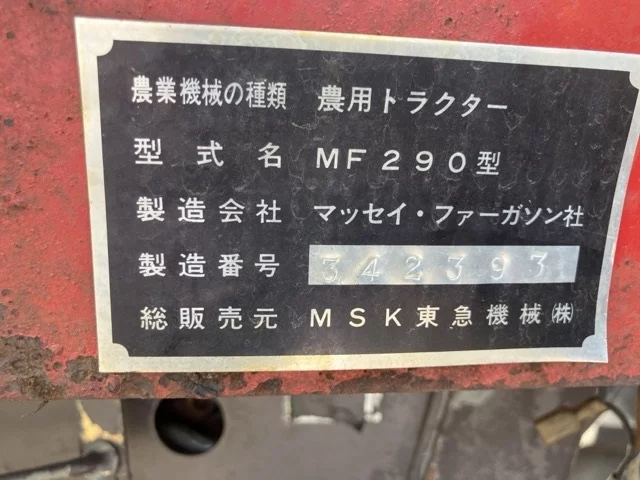 農業機械の種類 農用トラクター
型式名 MF290型
製造会社 マッセイ・ファーガソン社
製造番号 342393
総販売元 MSK東急機械(株)